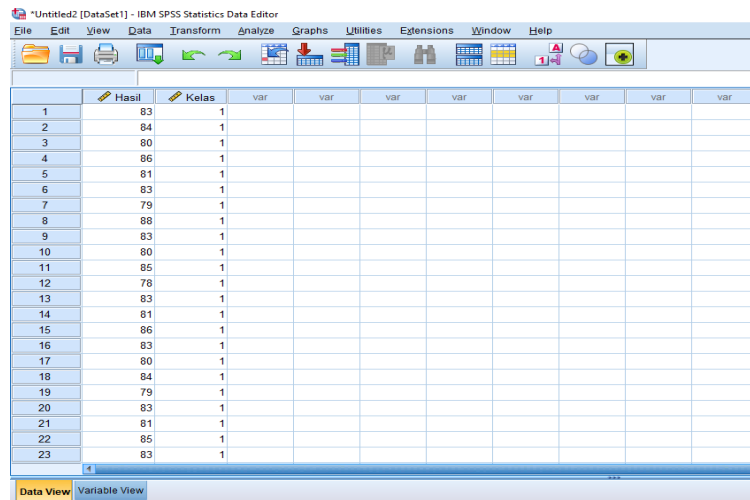 *Untitled2 [DataSet1] - IBM SPSS Statistics Data Editor
File Edit View Data Transform Analyze Graphs Utilities Extensions Window Help
Hasil Kelas var var var var var var var var
1 83 1
2 84 1
3 80 1
4 86 1
5 81 1
6 83 1
7 79 1
8 88 1
9 83 1
10 80 1
11 85 1
12 78 1
13 83 1
14 81 1
15 86 1
16 83 1
17 80 1
18 84 1
19 79 1
20 83 1
21 81 1
22 85 1
23 83 1
Data View Variable View